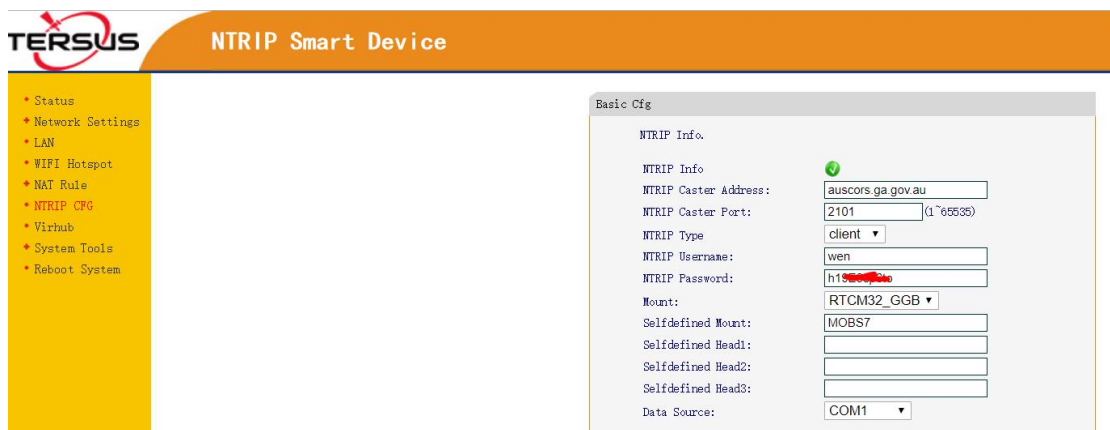 TERSUS
NTRIP Smart Device
Status
Network Settings
LAN
WIFI Hotspot
NAT Rule
NTRIP CFG
Virhub
System Tools
Reboot System
Basic Cfg
NTRIP Info.
NTRIP Info
NTRIP Caster Address: auscors.ga.gov.au
NTRIP Caster Port: 2101 (1~65535)
NTRIP Type client
NTRIP Username: wen
NTRIP Password:
Mount: RTCM32_GGB
Selfdefined Mount: MOBS7
Selfdefined Head1:
Selfdefined Head2:
Selfdefined Head3:
Data Source: COM1